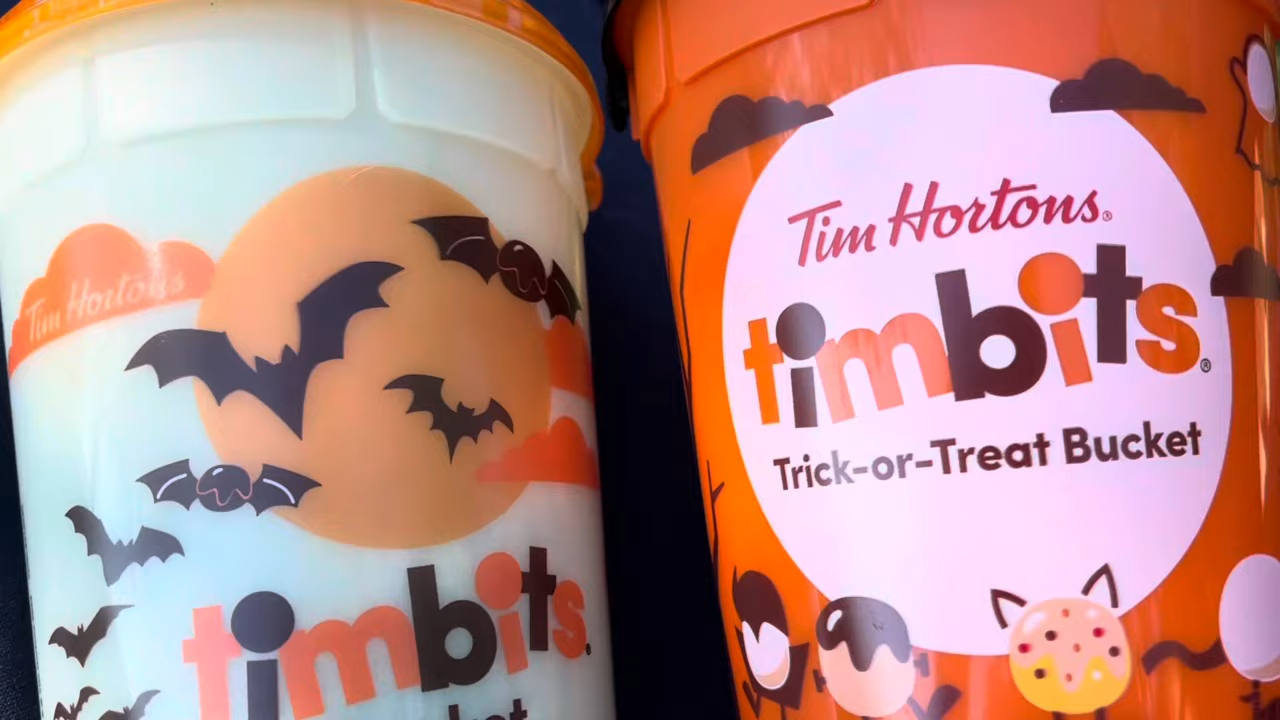 Tim Hortons
timbits.
Tim Hortons®
timbits®
Trick-or-Treat Bucket